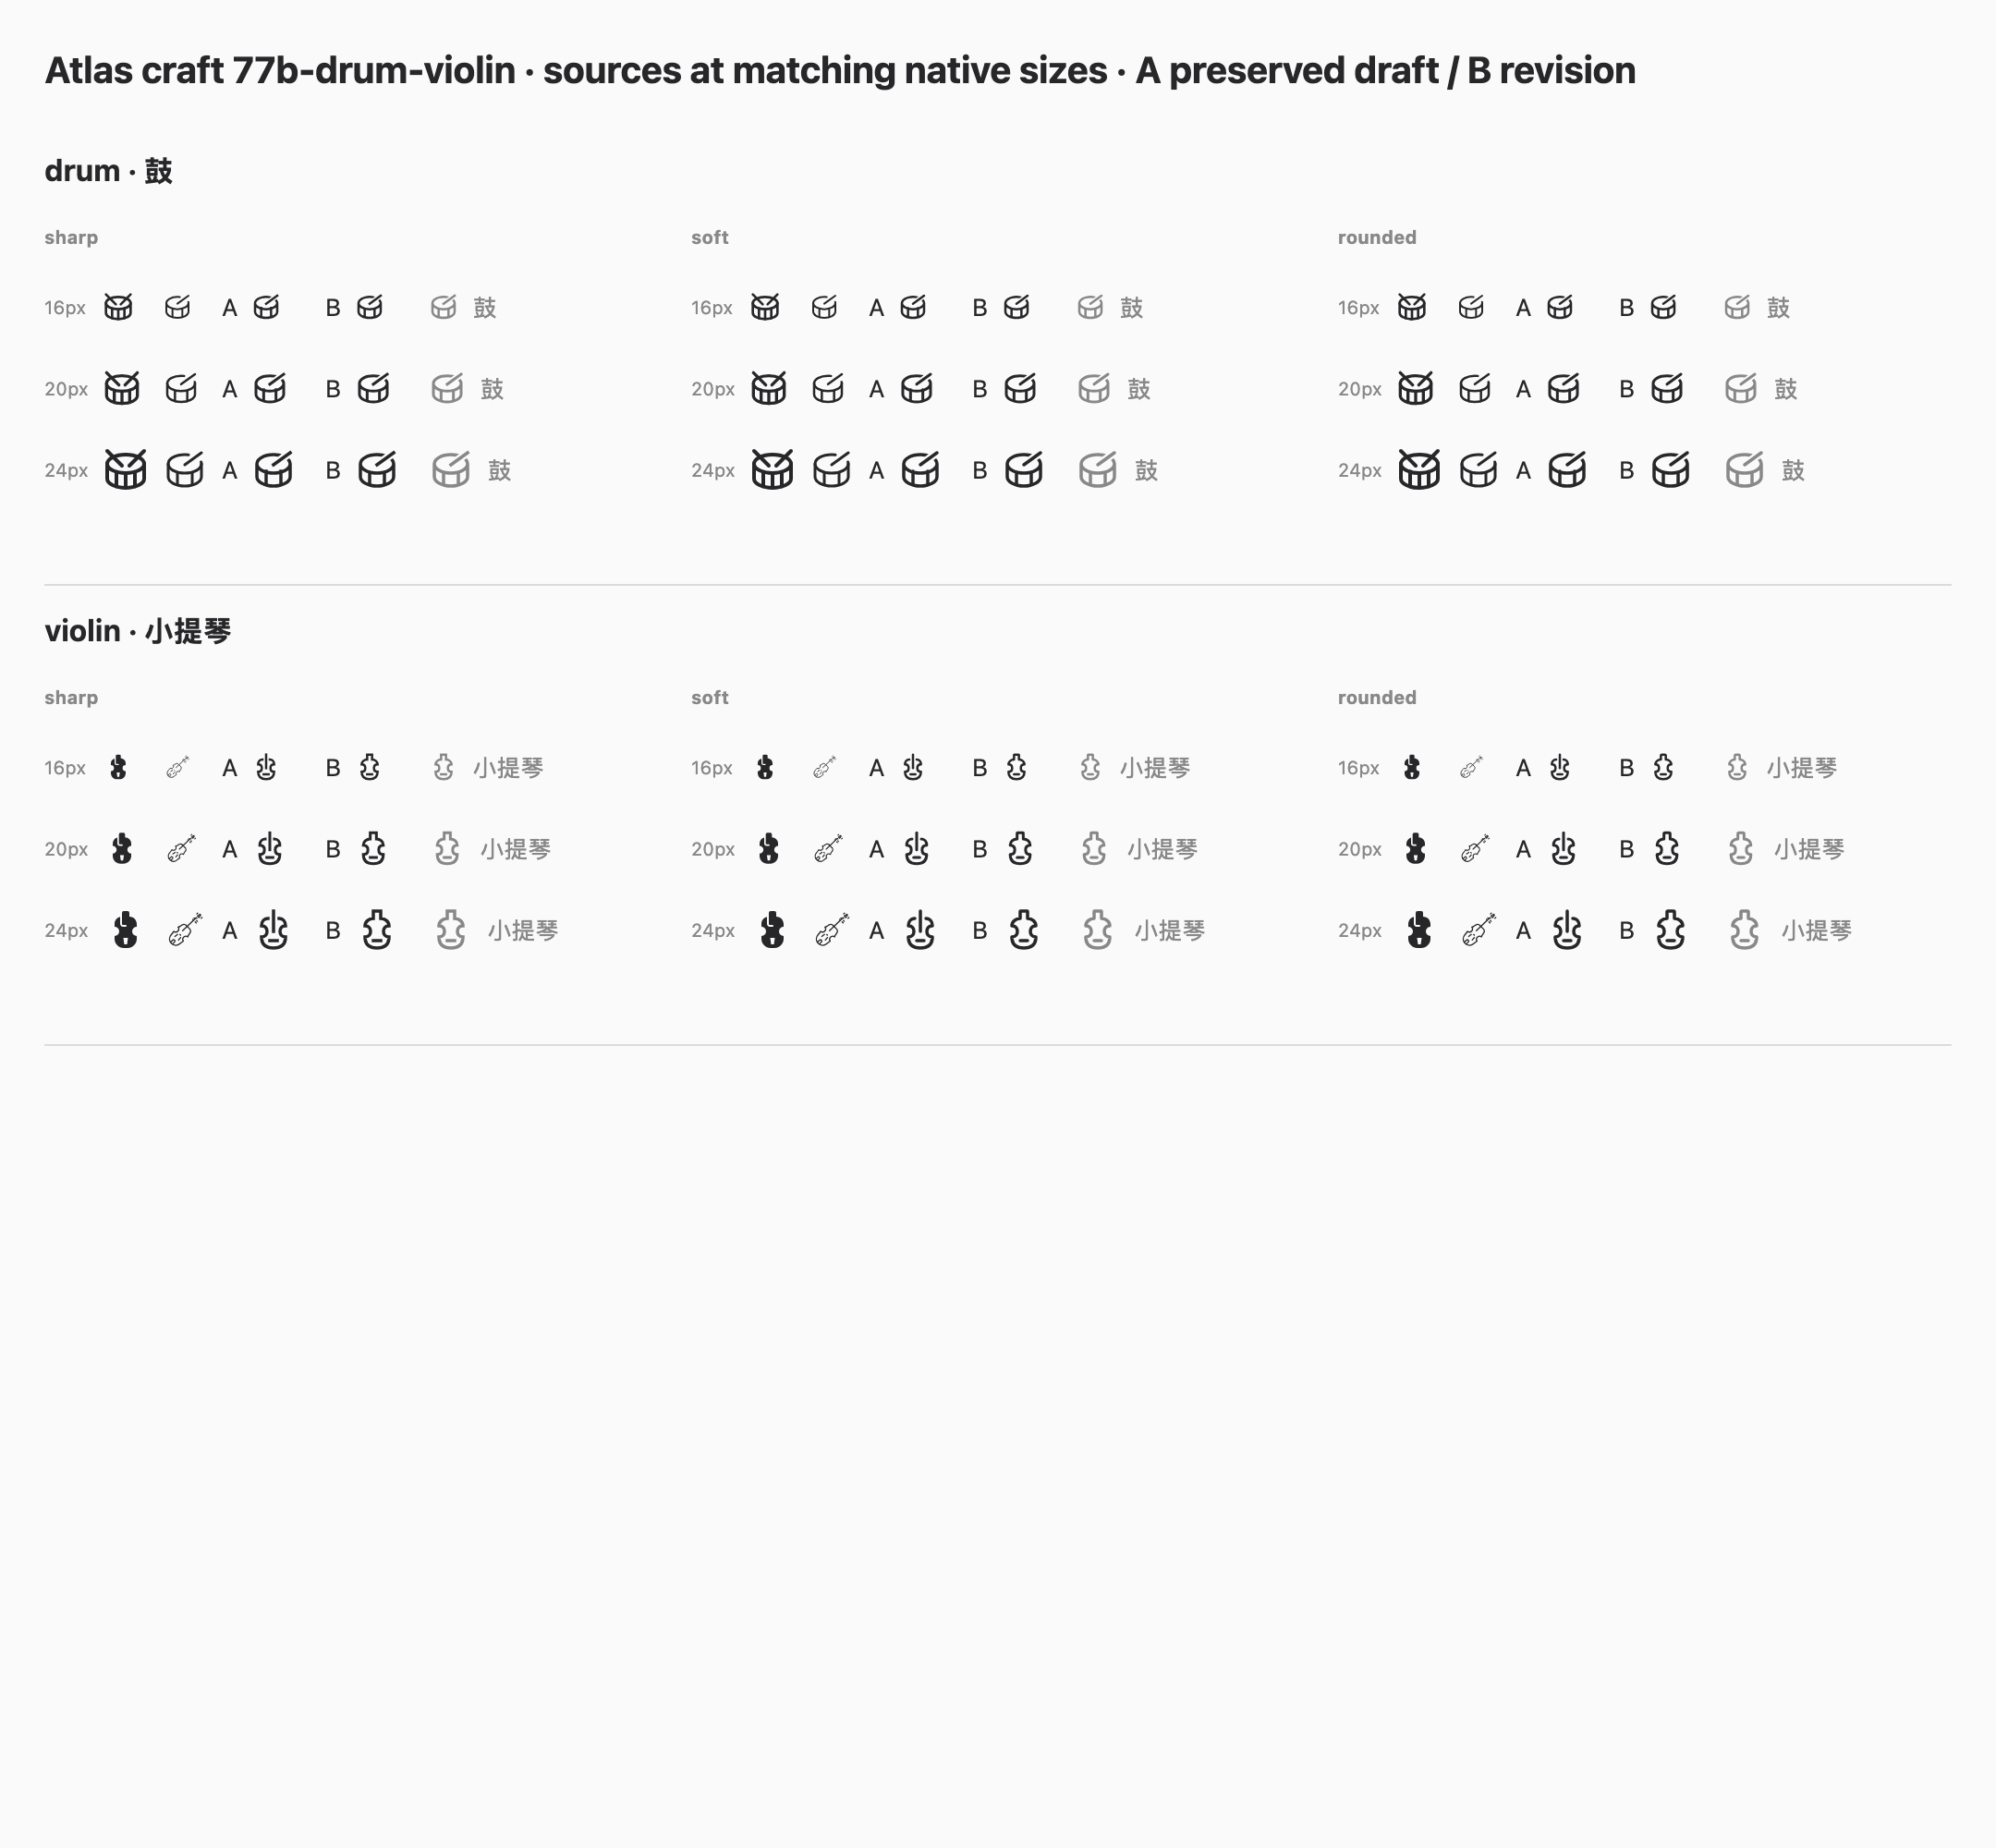 Atlas craft 77b-drum-violin · sources at matching native sizes · A preserved draft / B revision
drum · 鼓
sharp soft rounded
16px A B 鼓 16px A B 鼓 16px A B 鼓
20px A B 鼓 20px A B 鼓 20px A B 鼓
24px A B 鼓 24px A B 鼓 24px A B 鼓
violin · 小提琴
sharp soft rounded
16px A B 小提琴 16px A B 小提琴 16px A B 小提琴
20px A B 小提琴 20px A B 小提琴 20px A B 小提琴
24px A B 小提琴 24px A B 小提琴 24px A B 小提琴